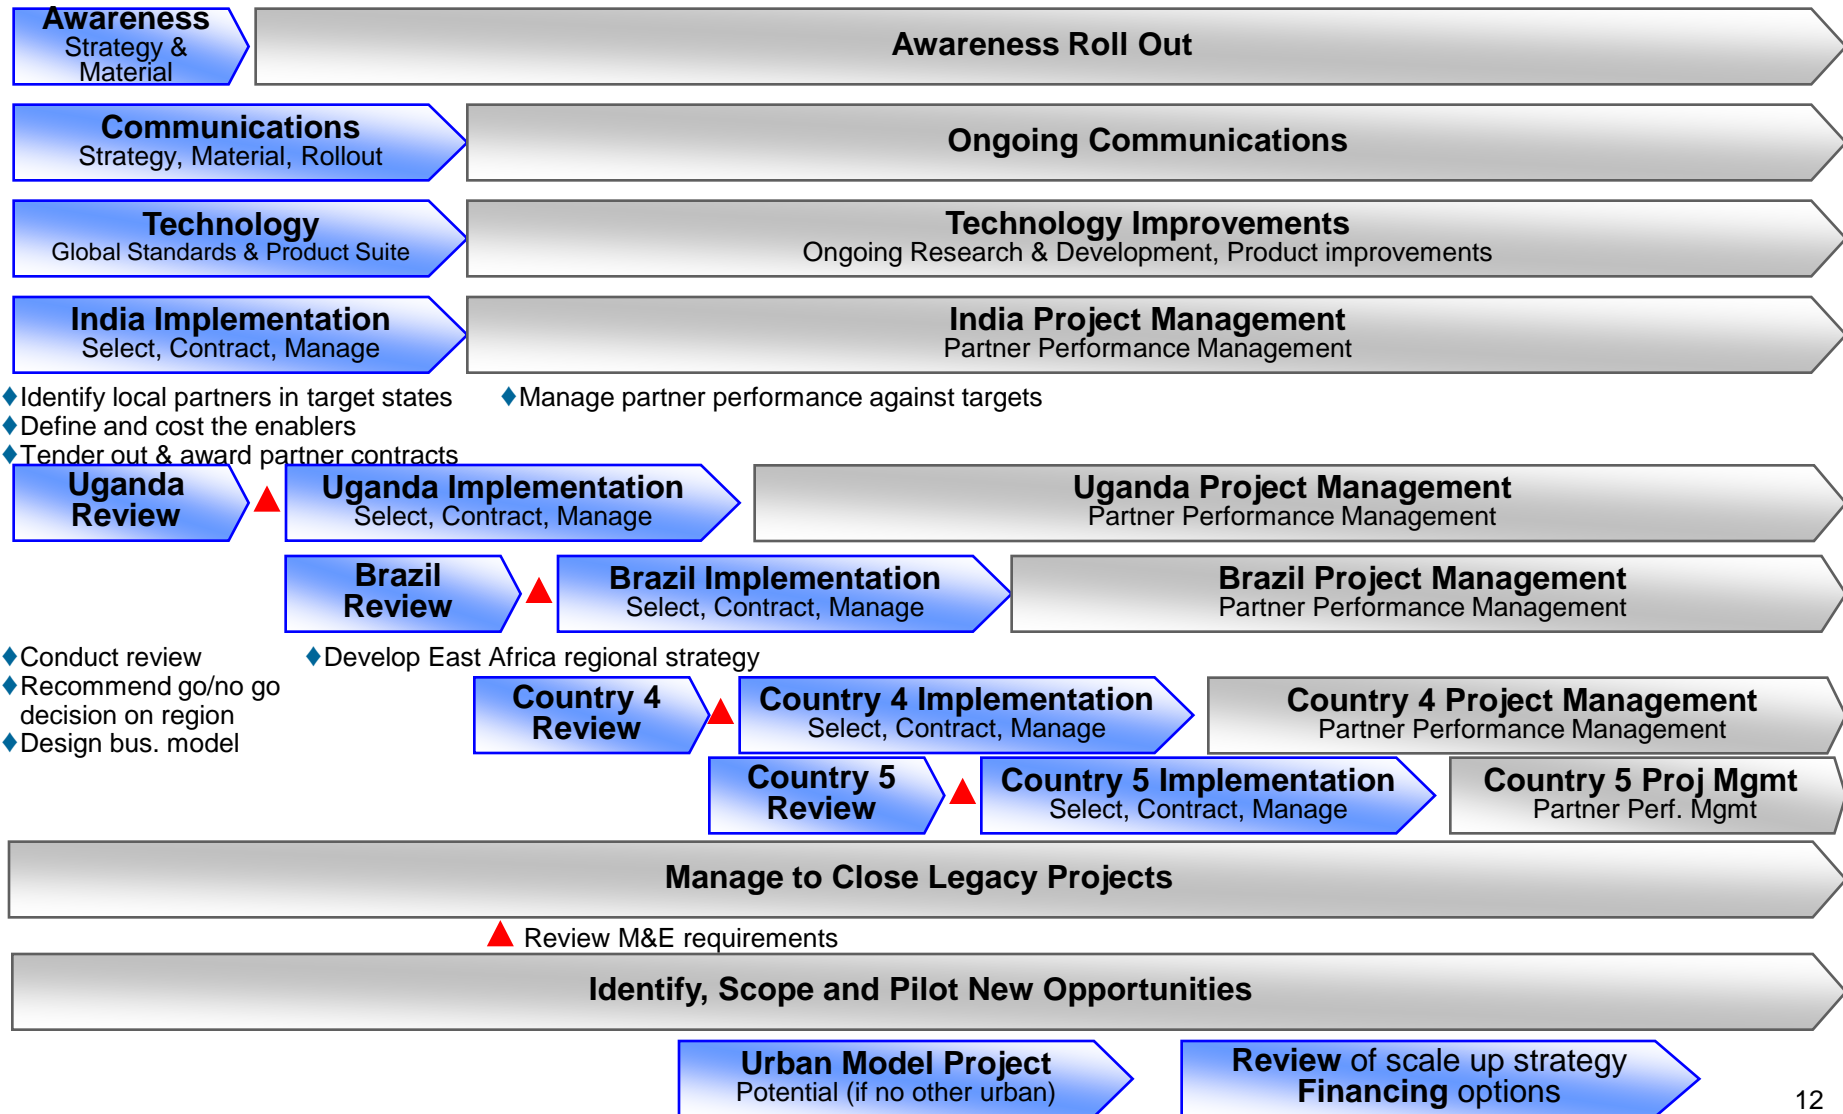 Awareness
Strategy &
Material
Awareness Roll Out
Communications
Strategy, Material, Rollout
Ongoing Communications
Technology
Global Standards & Product Suite
Technology Improvements
Ongoing Research & Development, Product improvements
India Implementation
Select, Contract, Manage
India Project Management
Partner Performance Management
♦Identify local partners in target states
♦Define and cost the enablers
♦Tender out & award partner contracts
♦Manage partner performance against targets
Uganda
Review
Uganda Implementation
Select, Contract, Manage
Uganda Project Management
Partner Performance Management
Brazil
Review
Brazil Implementation
Select, Contract, Manage
Brazil Project Management
Partner Performance Management
♦Conduct review
♦Recommend go/no go
decision on region
♦Design bus. model
♦Develop East Africa regional strategy
Country 4
Review
Country 4 Implementation
Select, Contract, Manage
Country 4 Project Management
Partner Performance Management
Country 5
Review
Country 5 Implementation
Select, Contract, Manage
Country 5 Proj Mgmt
Partner Perf. Mgmt
Manage to Close Legacy Projects
Review M&E requirements
Identify, Scope and Pilot New Opportunities
Urban Model Project
Potential (if no other urban)
Review of scale up strategy
Financing options
12